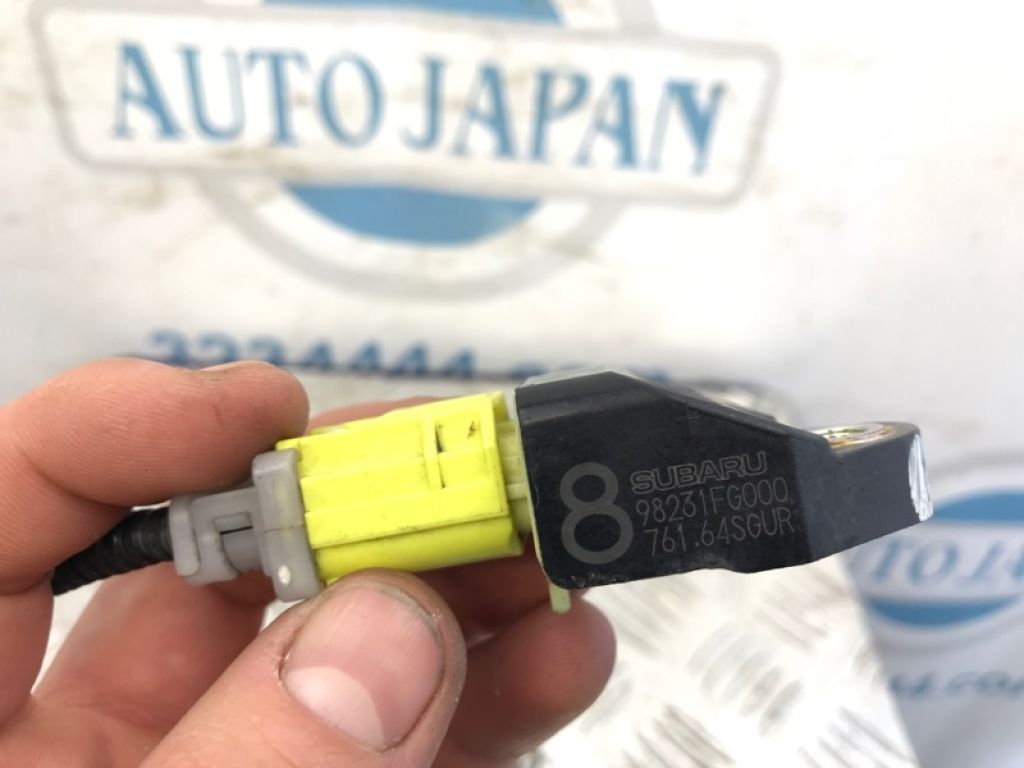 AUTO JAPAN
8
SUBARU
98231FG000
761.64SGUR